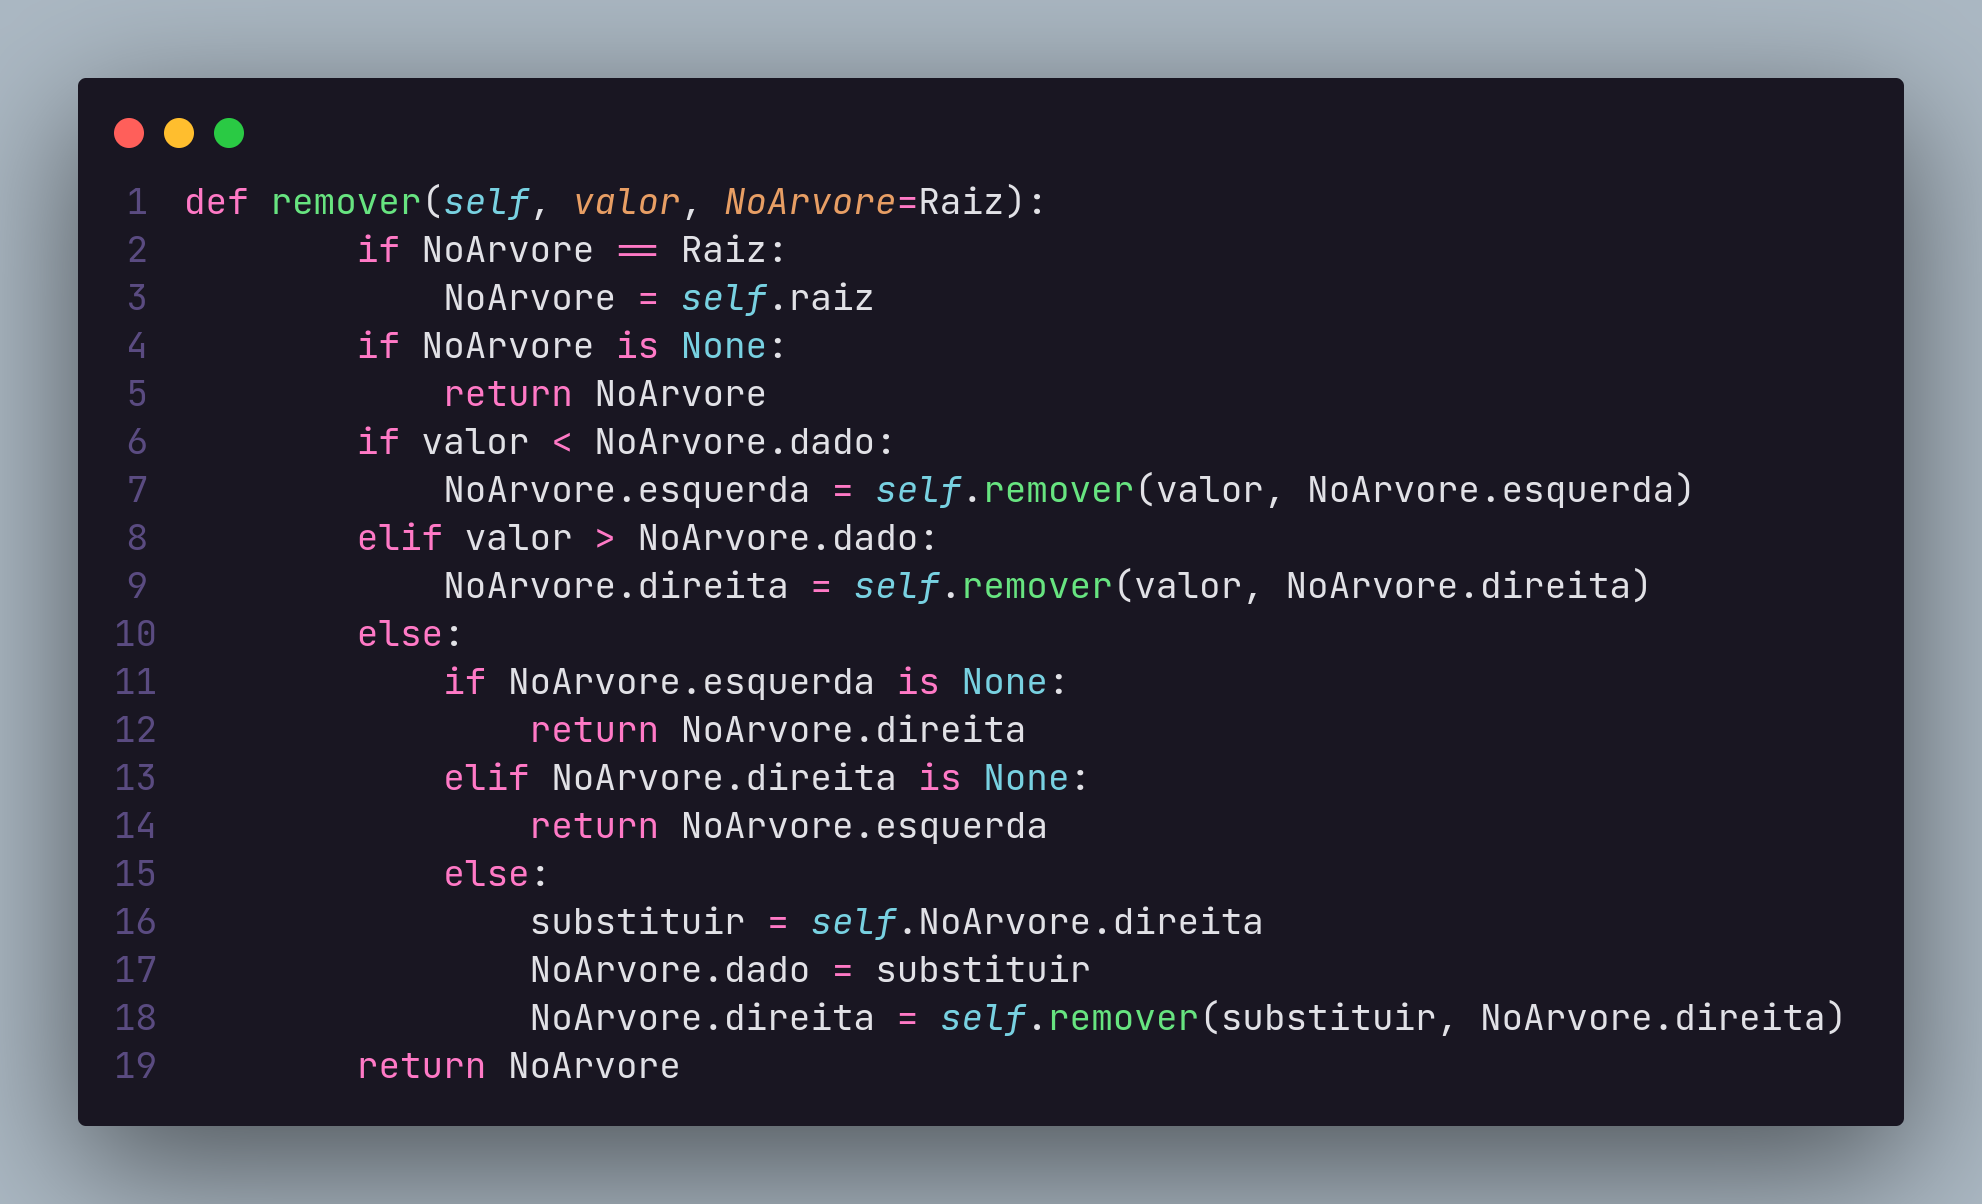 1 def remover(self, valor, NoArvore=Raiz):
2         if NoArvore == Raiz:
3             NoArvore = self.raiz
4         if NoArvore is None:
5             return NoArvore
6         if valor < NoArvore.dado:
7             NoArvore.esquerda = self.remover(valor, NoArvore.esquerda)
8         elif valor > NoArvore.dado:
9             NoArvore.direita = self.remover(valor, NoArvore.direita)
10         else:
11             if NoArvore.esquerda is None:
12                 return NoArvore.direita
13             elif NoArvore.direita is None:
14                 return NoArvore.esquerda
15             else:
16                 substituir = self.NoArvore.direita
17                 NoArvore.dado = substituir
18                 NoArvore.direita = self.remover(substituir, NoArvore.direita)
19         return NoArvore